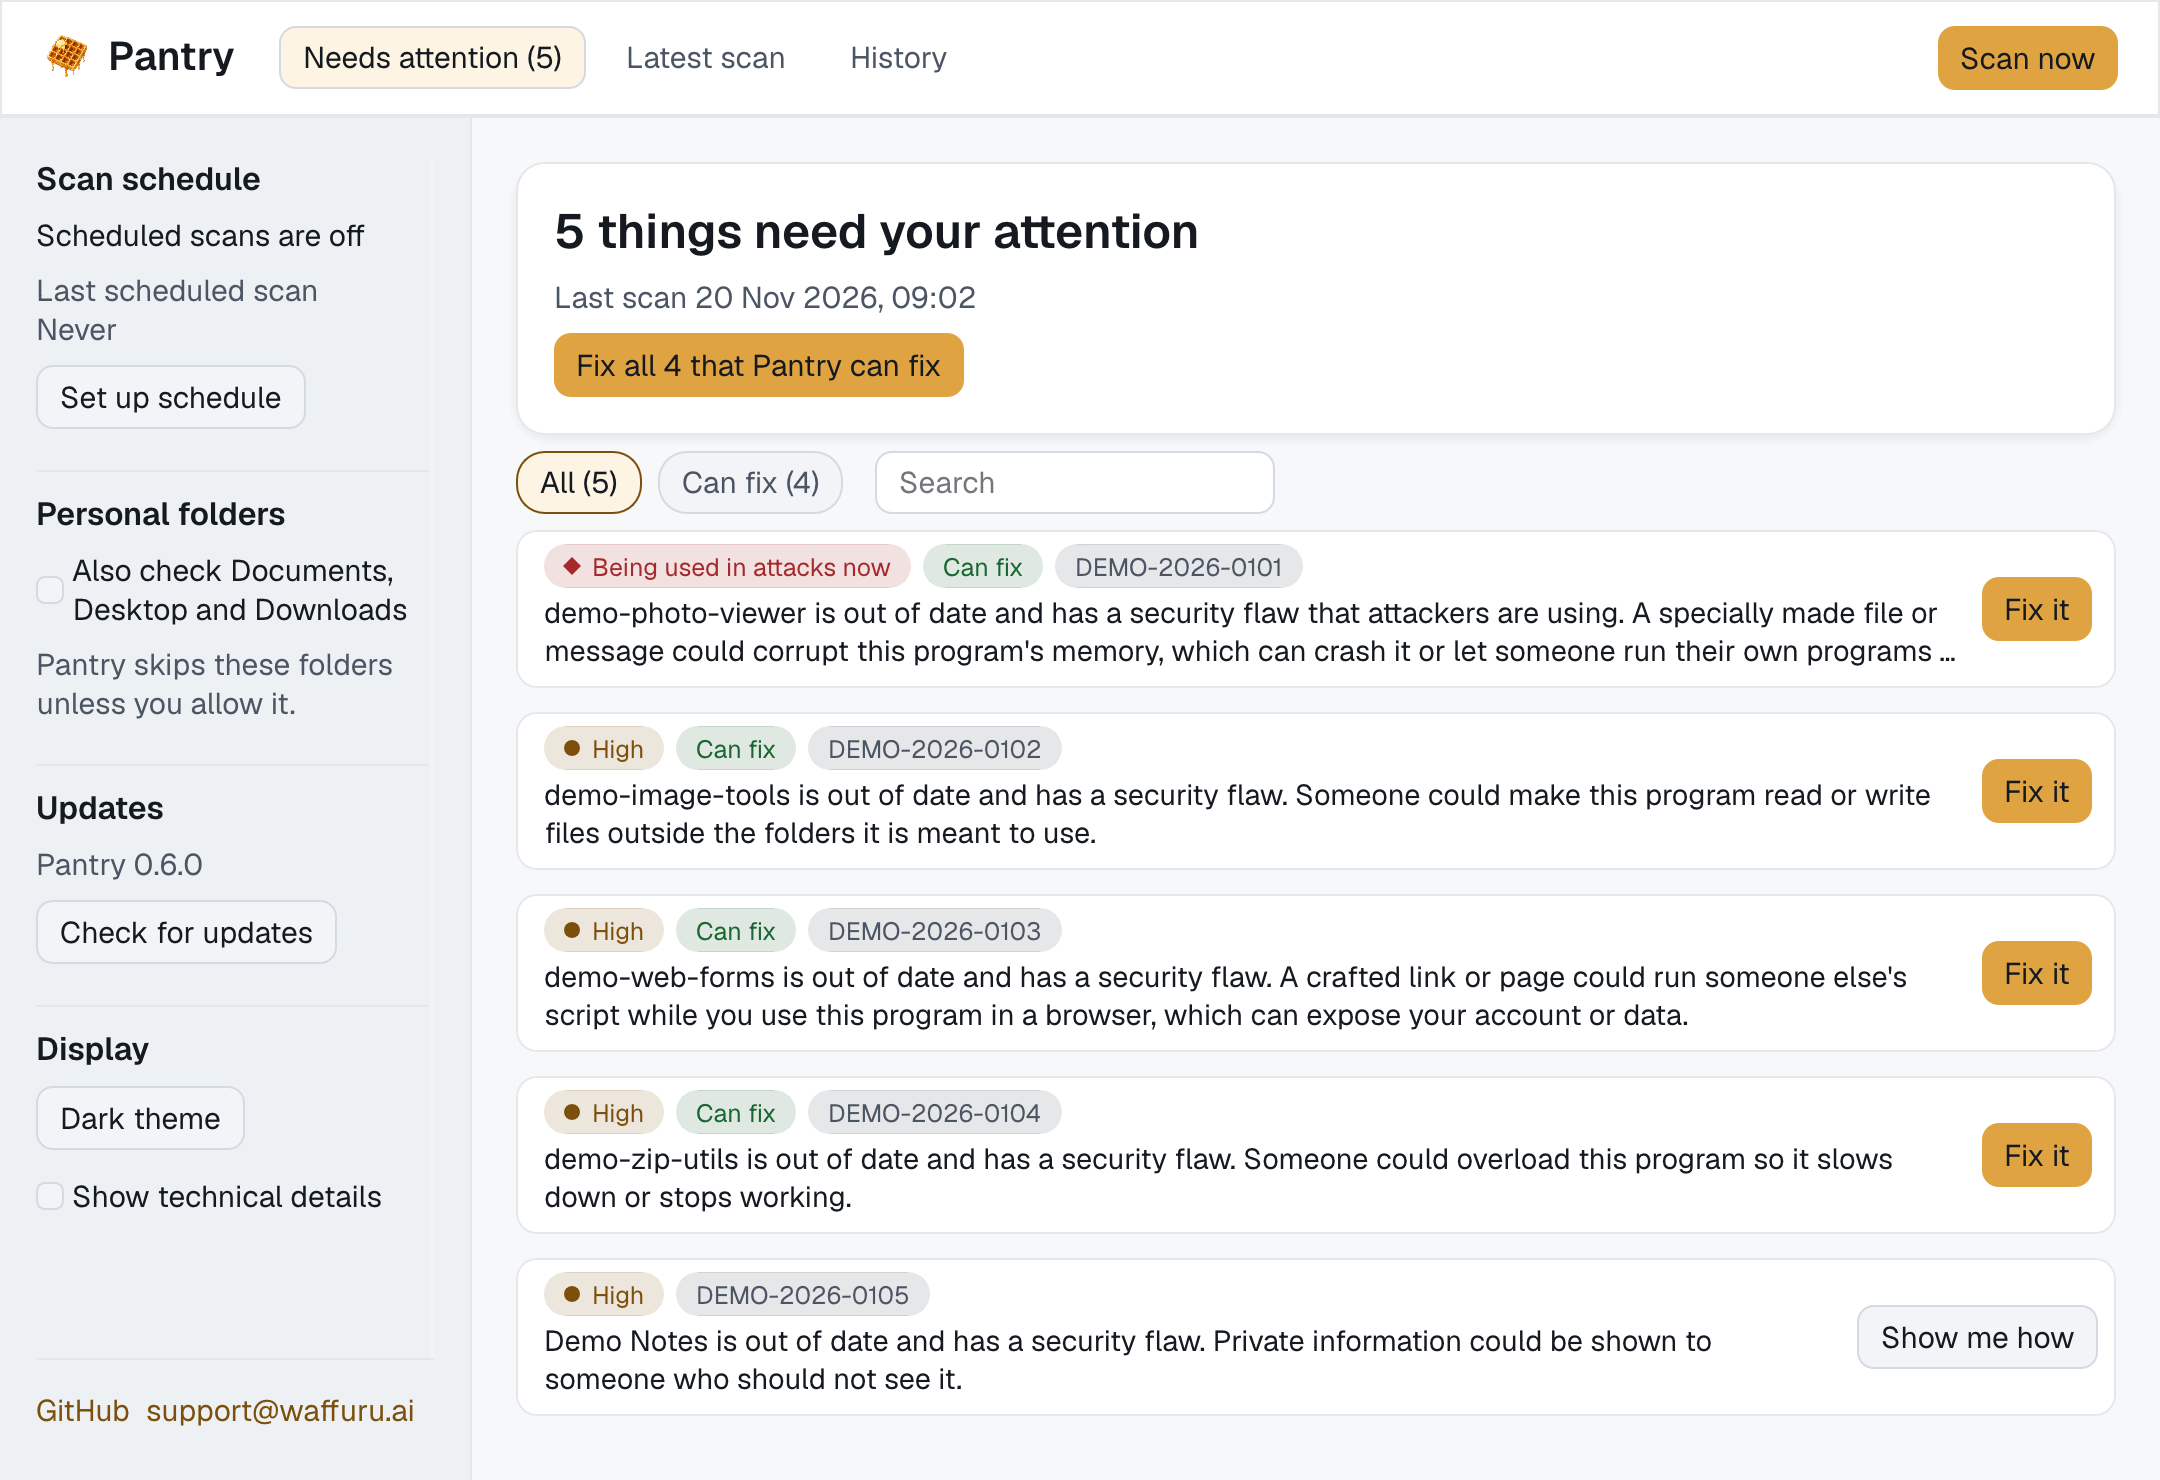 Pantry
Needs attention (5)
Latest scan
History
Scan now
Scan schedule
Scheduled scans are off
Last scheduled scan
Never
Set up schedule
Personal folders
Also check Documents,
Desktop and Downloads
Pantry skips these folders
unless you allow it.
Updates
Pantry 0.6.0
Check for updates
Display
Dark theme
Show technical details
GitHub support@waffuru.ai
5 things need your attention
Last scan 20 Nov 2026, 09:02
Fix all 4 that Pantry can fix
All (5)
Can fix (4)
Search
Being used in attacks now
Can fix
DEMO-2026-0101
demo-photo-viewer is out of date and has a security flaw that attackers are using. A specially made file or
message could corrupt this program's memory, which can crash it or let someone run their own programs ...
Fix it
High
Can fix
DEMO-2026-0102
demo-image-tools is out of date and has a security flaw. Someone could make this program read or write
files outside the folders it is meant to use.
Fix it
High
Can fix
DEMO-2026-0103
demo-web-forms is out of date and has a security flaw. A crafted link or page could run someone else's
script while you use this program in a browser, which can expose your account or data.
Fix it
High
Can fix
DEMO-2026-0104
demo-zip-utils is out of date and has a security flaw. Someone could overload this program so it slows
down or stops working.
Fix it
High
DEMO-2026-0105
Demo Notes is out of date and has a security flaw. Private information could be shown to
someone who should not see it.
Show me how